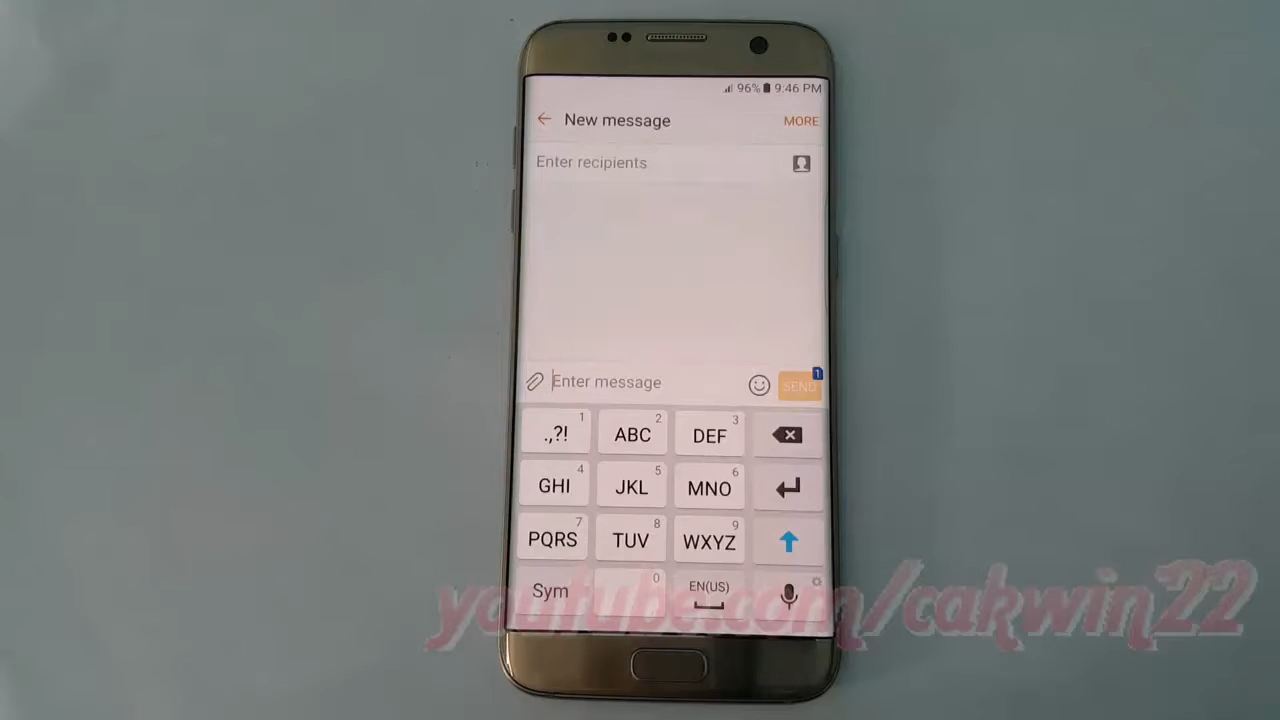 96% 9:46 PM
New message
MORE
Enter recipients
Enter message
SEND
1
.,?! 1
ABC 2
DEF 3
GHI 4
JKL 5
MNO 6
PQRS 7
TUV 8
WXYZ 9
Sym
0
EN(US)
youtube.com/cakwin22